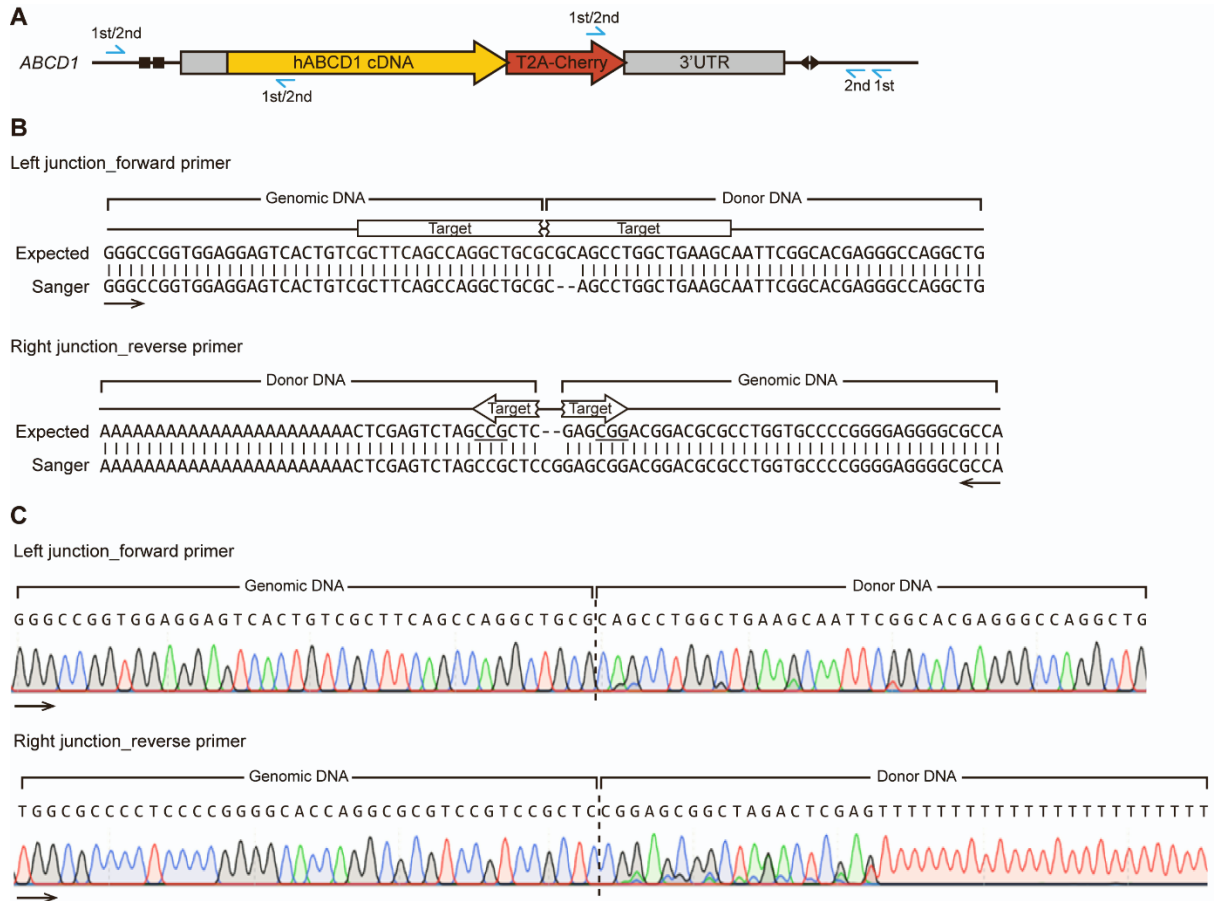 A
1st/2nd
1st/2nd
ABCD1
hABCD1 cDNA
T2A-Cherry
3'UTR
1st/2nd
2nd 1st
B
Left junction_forward primer
Genomic DNA
Donor DNA
Target
Target
Expected GGGCCGGTGGAGGAGTCACTGTCGCTTCAGCCAGGCTGCGCGCAGCCTGGCTGAAGCAATTCGGCACGAGGGCCAGGCTG
Sanger GGGCCGGTGGAGGAGTCACTGTCGCTTCAGCCAGGCTGCGC--AGCCTGGCTGAAGCAATTCGGCACGAGGGCCAGGCTG
Right junction_reverse primer
Donor DNA
Genomic DNA
Target
Target
Expected AAAAAAAAAAAAAAAAAAAAAAACTCGAGTCTAGCCGCTC--GAGCGGACGGACGCGCCTGGTGCCCCGGGGAGGGGCGCCA
Sanger AAAAAAAAAAAAAAAAAAAAAAACTCGAGTCTAGCCGCTCCGGAGCGGACGGACGCGCCTGGTGCCCCGGGGAGGGGCGCCA
C
Left junction_forward primer
Genomic DNA
Donor DNA
GGGCCGGTGGAGGAGTCACTGTCGCTTCAGCCAGGCTGCGCAGCCTGGCTGAAGCAATTCGGCACGAGGGCCAGGCTG
Right junction_reverse primer
Genomic DNA
Donor DNA
TGGCGCCCCTCCCCGGGGCACCAGGCGCGTCCGTCCGCTCCGGAGCGGCTAGACTCGAGTTTTTTTTTTTTTTTTTTTTTTT